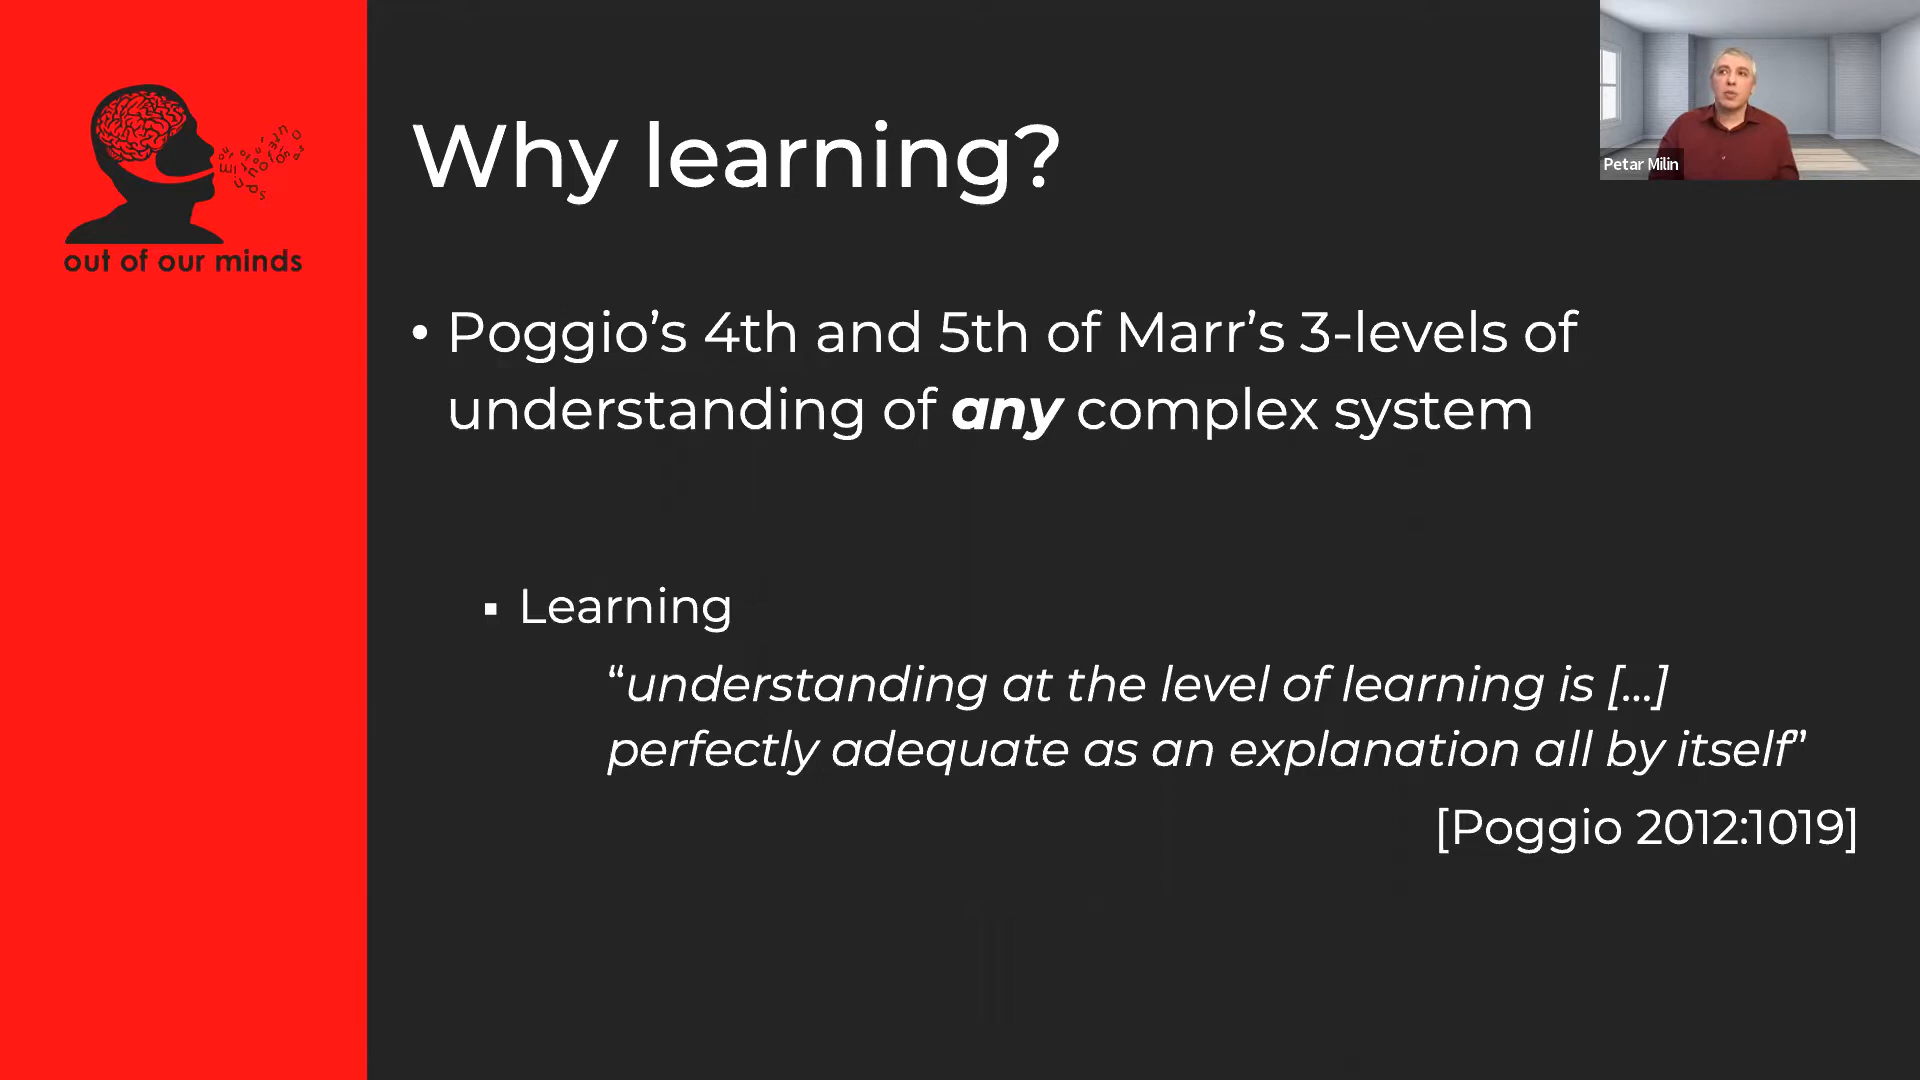 Why learning?
Petar Milin
out of our minds
• Poggio’s 4th and 5th of Marr’s 3-levels of
understanding of any complex system
▪ Learning
“understanding at the level of learning is [...]
perfectly adequate as an explanation all by itself”
[Poggio 2012:1019]